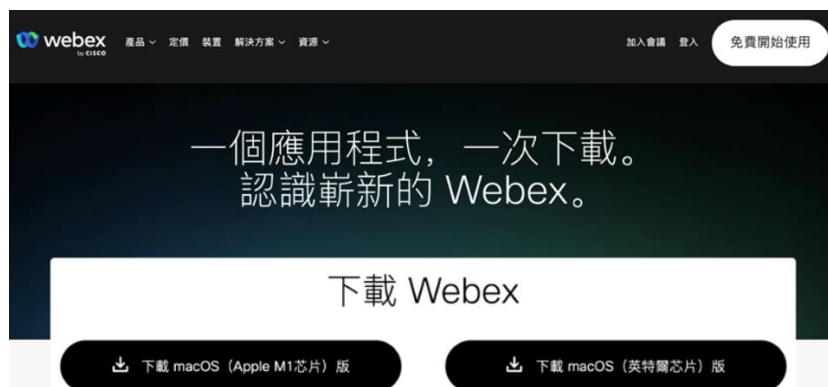 webex 產品 定價 裝置 解決方案 資源 加入會議 登入 免費開始使用
by CISCO
一個應用程式，一次下載。
認識嶄新的 Webex。
下載 Webex
下載 macOS（Apple M1芯片）版 下載 macOS（英特爾芯片）版